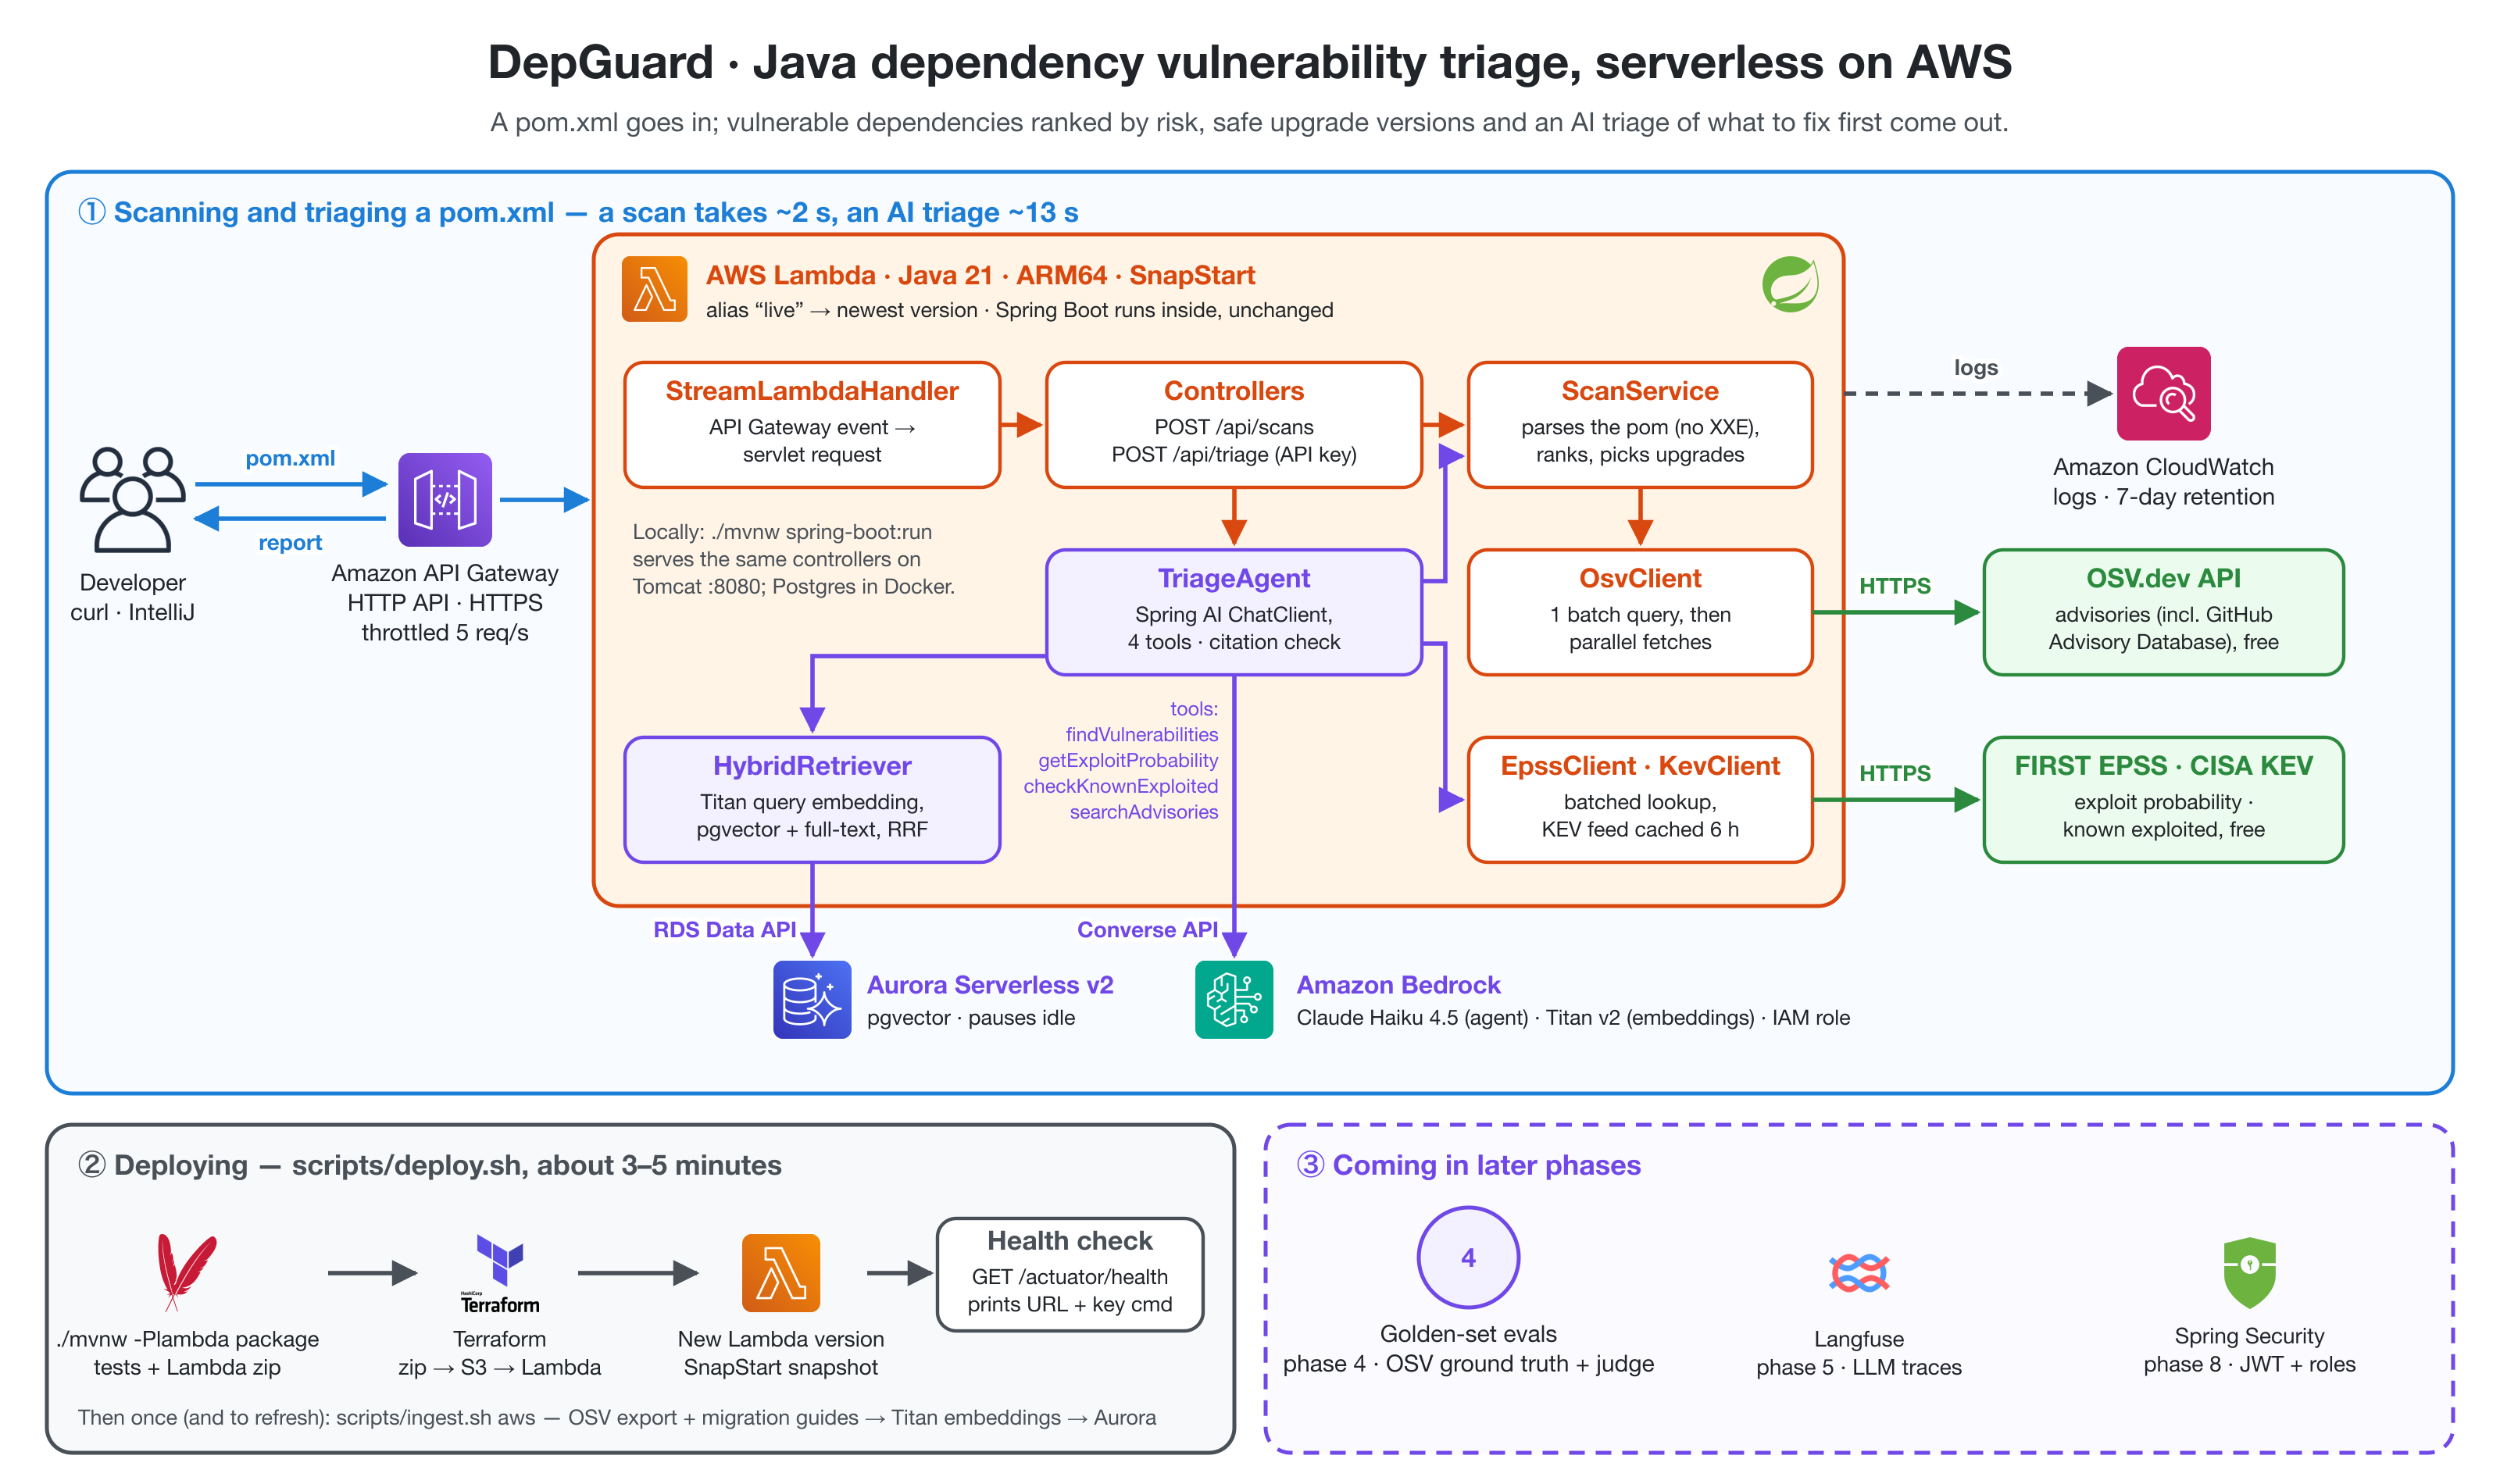 DepGuard · Java dependency vulnerability triage, serverless on AWS
A pom.xml goes in; vulnerable dependencies ranked by risk, safe upgrade versions and an AI triage of what to fix first come out.
① Scanning and triaging a pom.xml — a scan takes ~2 s, an AI triage ~13 s
AWS Lambda · Java 21 · ARM64 · SnapStart
alias “live” → newest version · Spring Boot runs inside, unchanged
StreamLambdaHandler
API Gateway event →
servlet request
Controllers
POST /api/scans
POST /api/triage (API key)
ScanService
parses the pom (no XXE),
ranks, picks upgrades
logs
Amazon CloudWatch
logs · 7-day retention
pom.xml
report
Developer
curl · IntelliJ
Amazon API Gateway
HTTP API · HTTPS
throttled 5 req/s
Locally: ./mvnw spring-boot:run
serves the same controllers on
Tomcat :8080; Postgres in Docker.
TriageAgent
Spring AI ChatClient,
4 tools · citation check
OsvClient
1 batch query, then
parallel fetches
HTTPS
OSV.dev API
advisories (incl. GitHub
Advisory Database), free
HybridRetriever
Titan query embedding,
pgvector + full-text, RRF
tools:
findVulnerabilities
getExploitProbability
checkKnownExploited
searchAdvisories
EpssClient · KevClient
batched lookup,
KEV feed cached 6 h
HTTPS
FIRST EPSS · CISA KEV
exploit probability ·
known exploited, free
RDS Data API
Converse API
Aurora Serverless v2
pgvector · pauses idle
Amazon Bedrock
Claude Haiku 4.5 (agent) · Titan v2 (embeddings) · IAM role
② Deploying — scripts/deploy.sh, about 3–5 minutes
./mvnw -Plambda package
tests + Lambda zip
HashiCorp
Terraform
Terraform
zip → S3 → Lambda
New Lambda version
SnapStart snapshot
Health check
GET /actuator/health
prints URL + key cmd
Then once (and to refresh): scripts/ingest.sh aws — OSV export + migration guides → Titan embeddings → Aurora
③ Coming in later phases
4
Golden-set evals
phase 4 · OSV ground truth + judge
Langfuse
phase 5 · LLM traces
Spring Security
phase 8 · JWT + roles